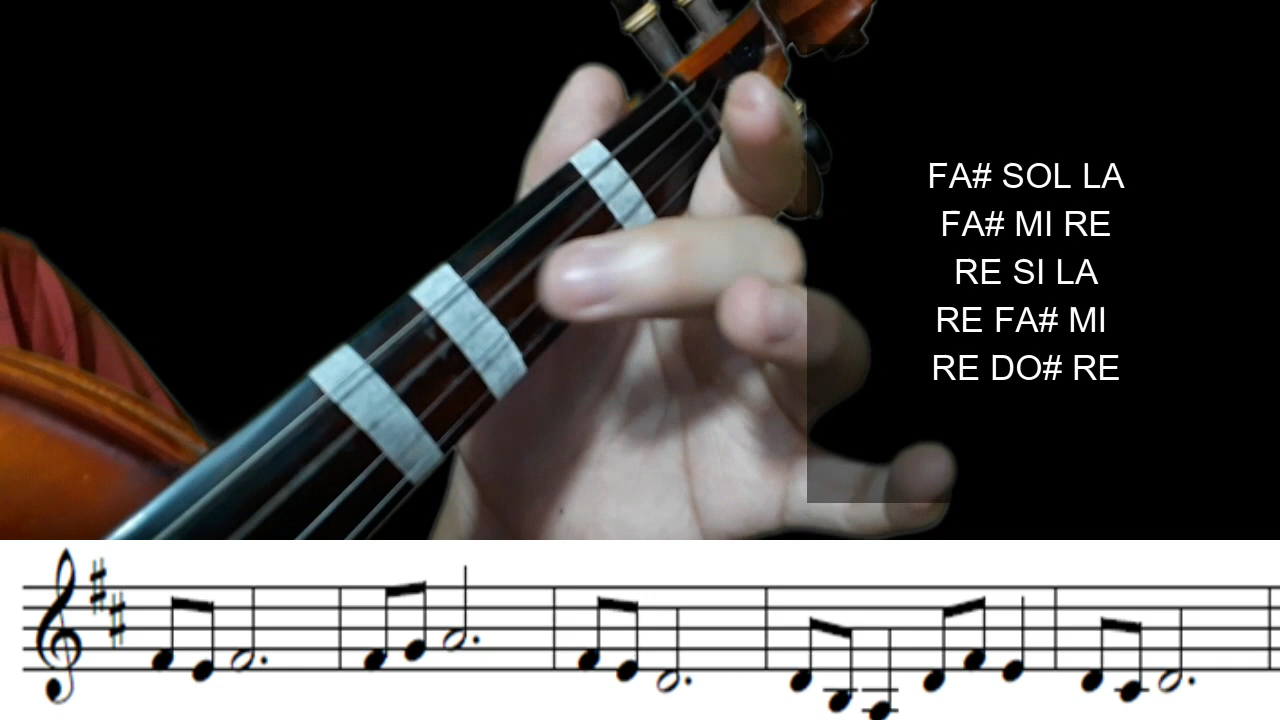 FA# SOL LA
FA# MI RE
RE SI LA
RE FA# MI
RE DO# RE